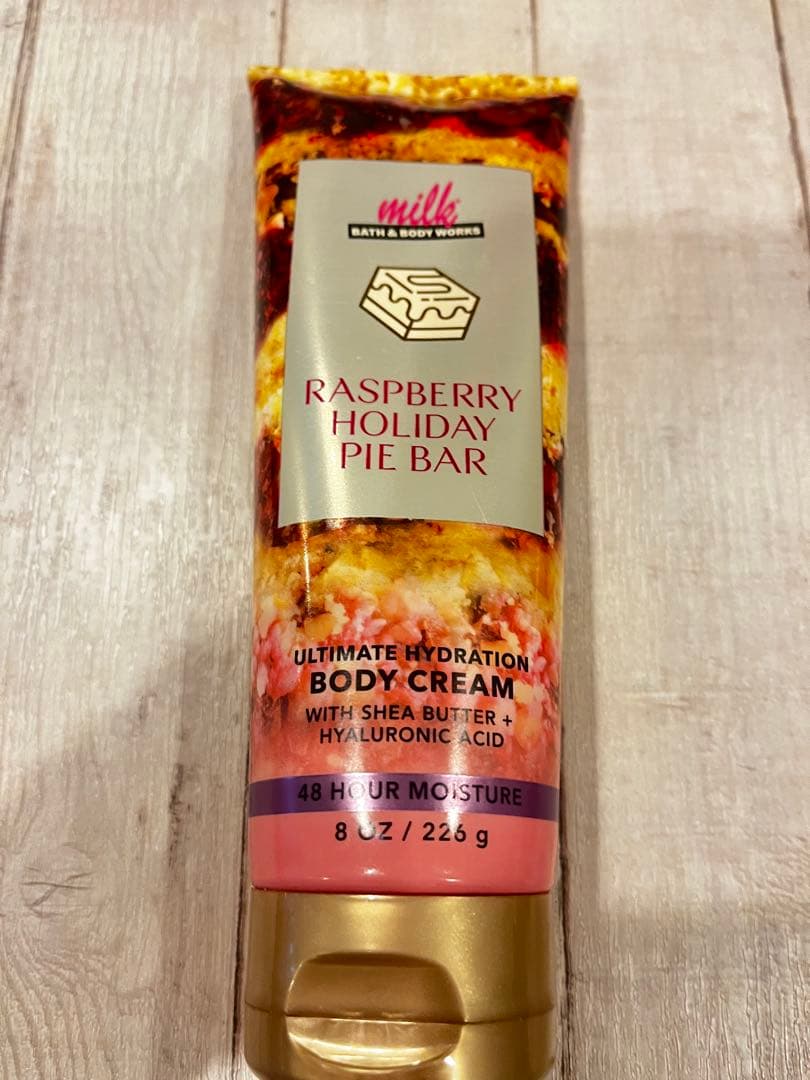 milk
BATH & BODY WORKS
RASPBERRY
HOLIDAY
PIE BAR
ULTIMATE HYDRATION
BODY CREAM
WITH SHEA BUTTER +
HYALURONIC ACID
48 HOUR MOISTURE
8 OZ / 226 g